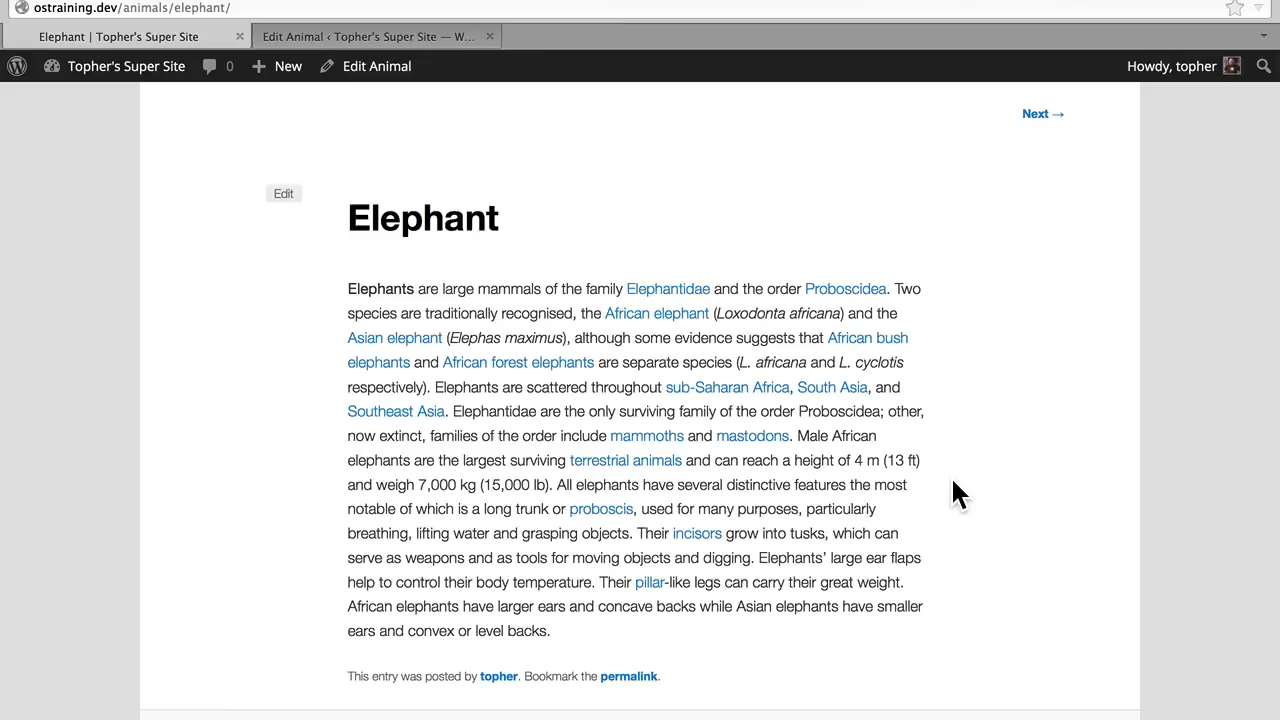 ostraining.dev/animals/elephant/
Elephant | Topher's Super Site × Edit Animal ‹ Topher's Super Site — W... ×
Topher's Super Site 0 + New Edit Animal Howdy, topher
Next →
Edit
Elephant
Elephants are large mammals of the family Elephantidae and the order Proboscidea. Two
species are traditionally recognised, the African elephant (Loxodonta africana) and the
Asian elephant (Elephas maximus), although some evidence suggests that African bush
elephants and African forest elephants are separate species (L. africana and L. cyclotis
respectively). Elephants are scattered throughout sub-Saharan Africa, South Asia, and
Southeast Asia. Elephantidae are the only surviving family of the order Proboscidea; other,
now extinct, families of the order include mammoths and mastodons. Male African
elephants are the largest surviving terrestrial animals and can reach a height of 4 m (13 ft)
and weigh 7,000 kg (15,000 lb). All elephants have several distinctive features the most
notable of which is a long trunk or proboscis, used for many purposes, particularly
breathing, lifting water and grasping objects. Their incisors grow into tusks, which can
serve as weapons and as tools for moving objects and digging. Elephants’ large ear flaps
help to control their body temperature. Their pillar-like legs can carry their great weight.
African elephants have larger ears and concave backs while Asian elephants have smaller
ears and convex or level backs.
This entry was posted by topher. Bookmark the permalink.